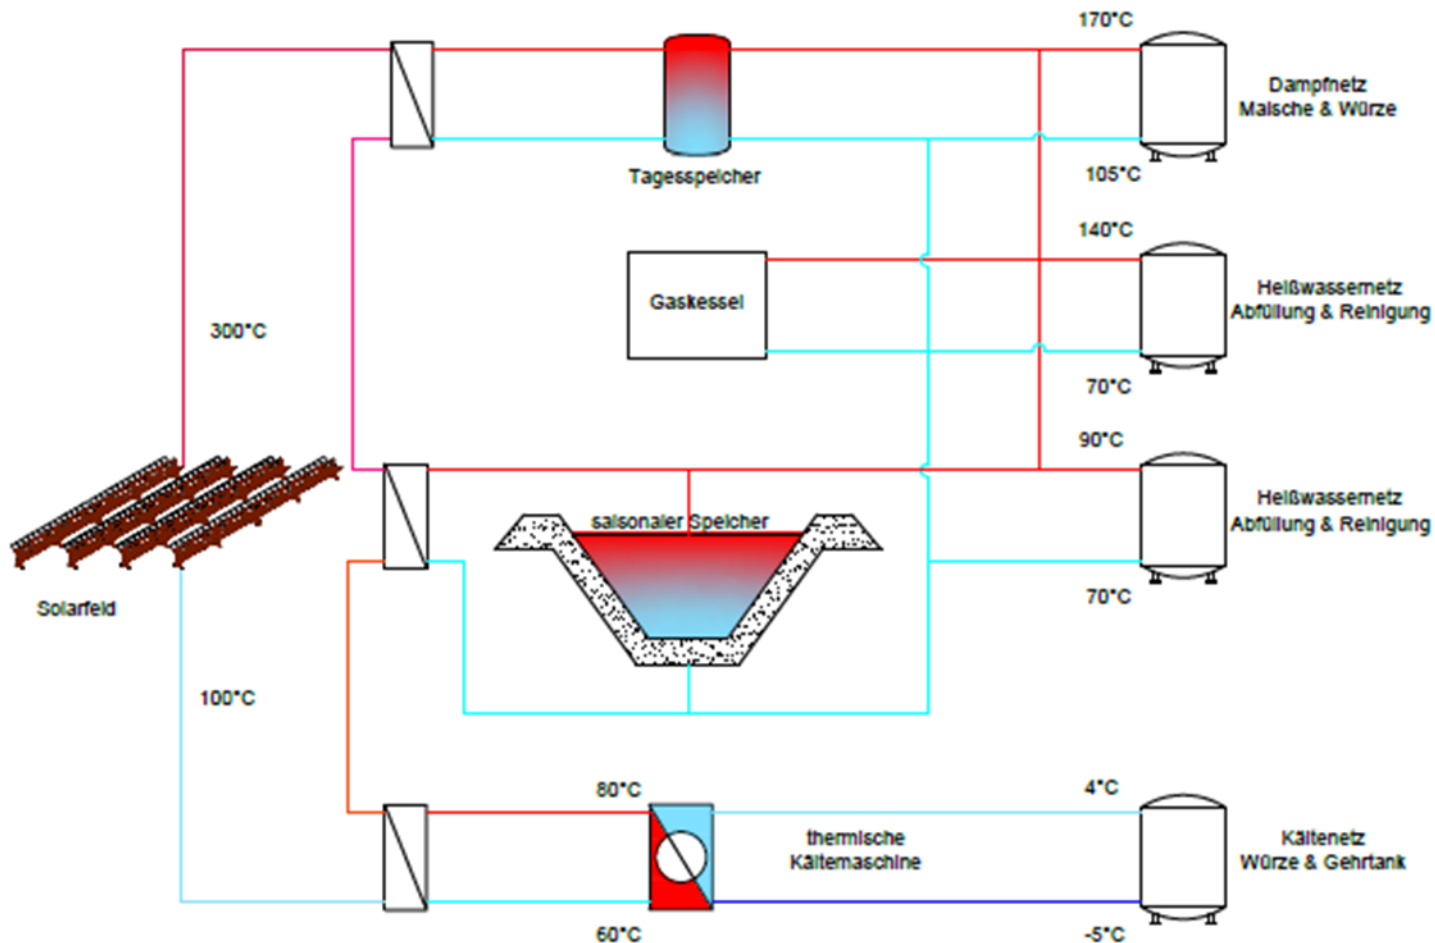 170°C
Dampfnetz
Maische & Würze
Tagesspeicher
105°C
140°C
Gaskessel
Heißwassernetz
Abfüllung & Reinigung
300°C
70°C
90°C
Heißwassernetz
Abfüllung & Reinigung
saisonaler Speicher
70°C
Solarfeld
100°C
80°C
4°C
thermische
Kältemaschine
Kältenetz
Würze & Gehrtank
60°C
-5°C